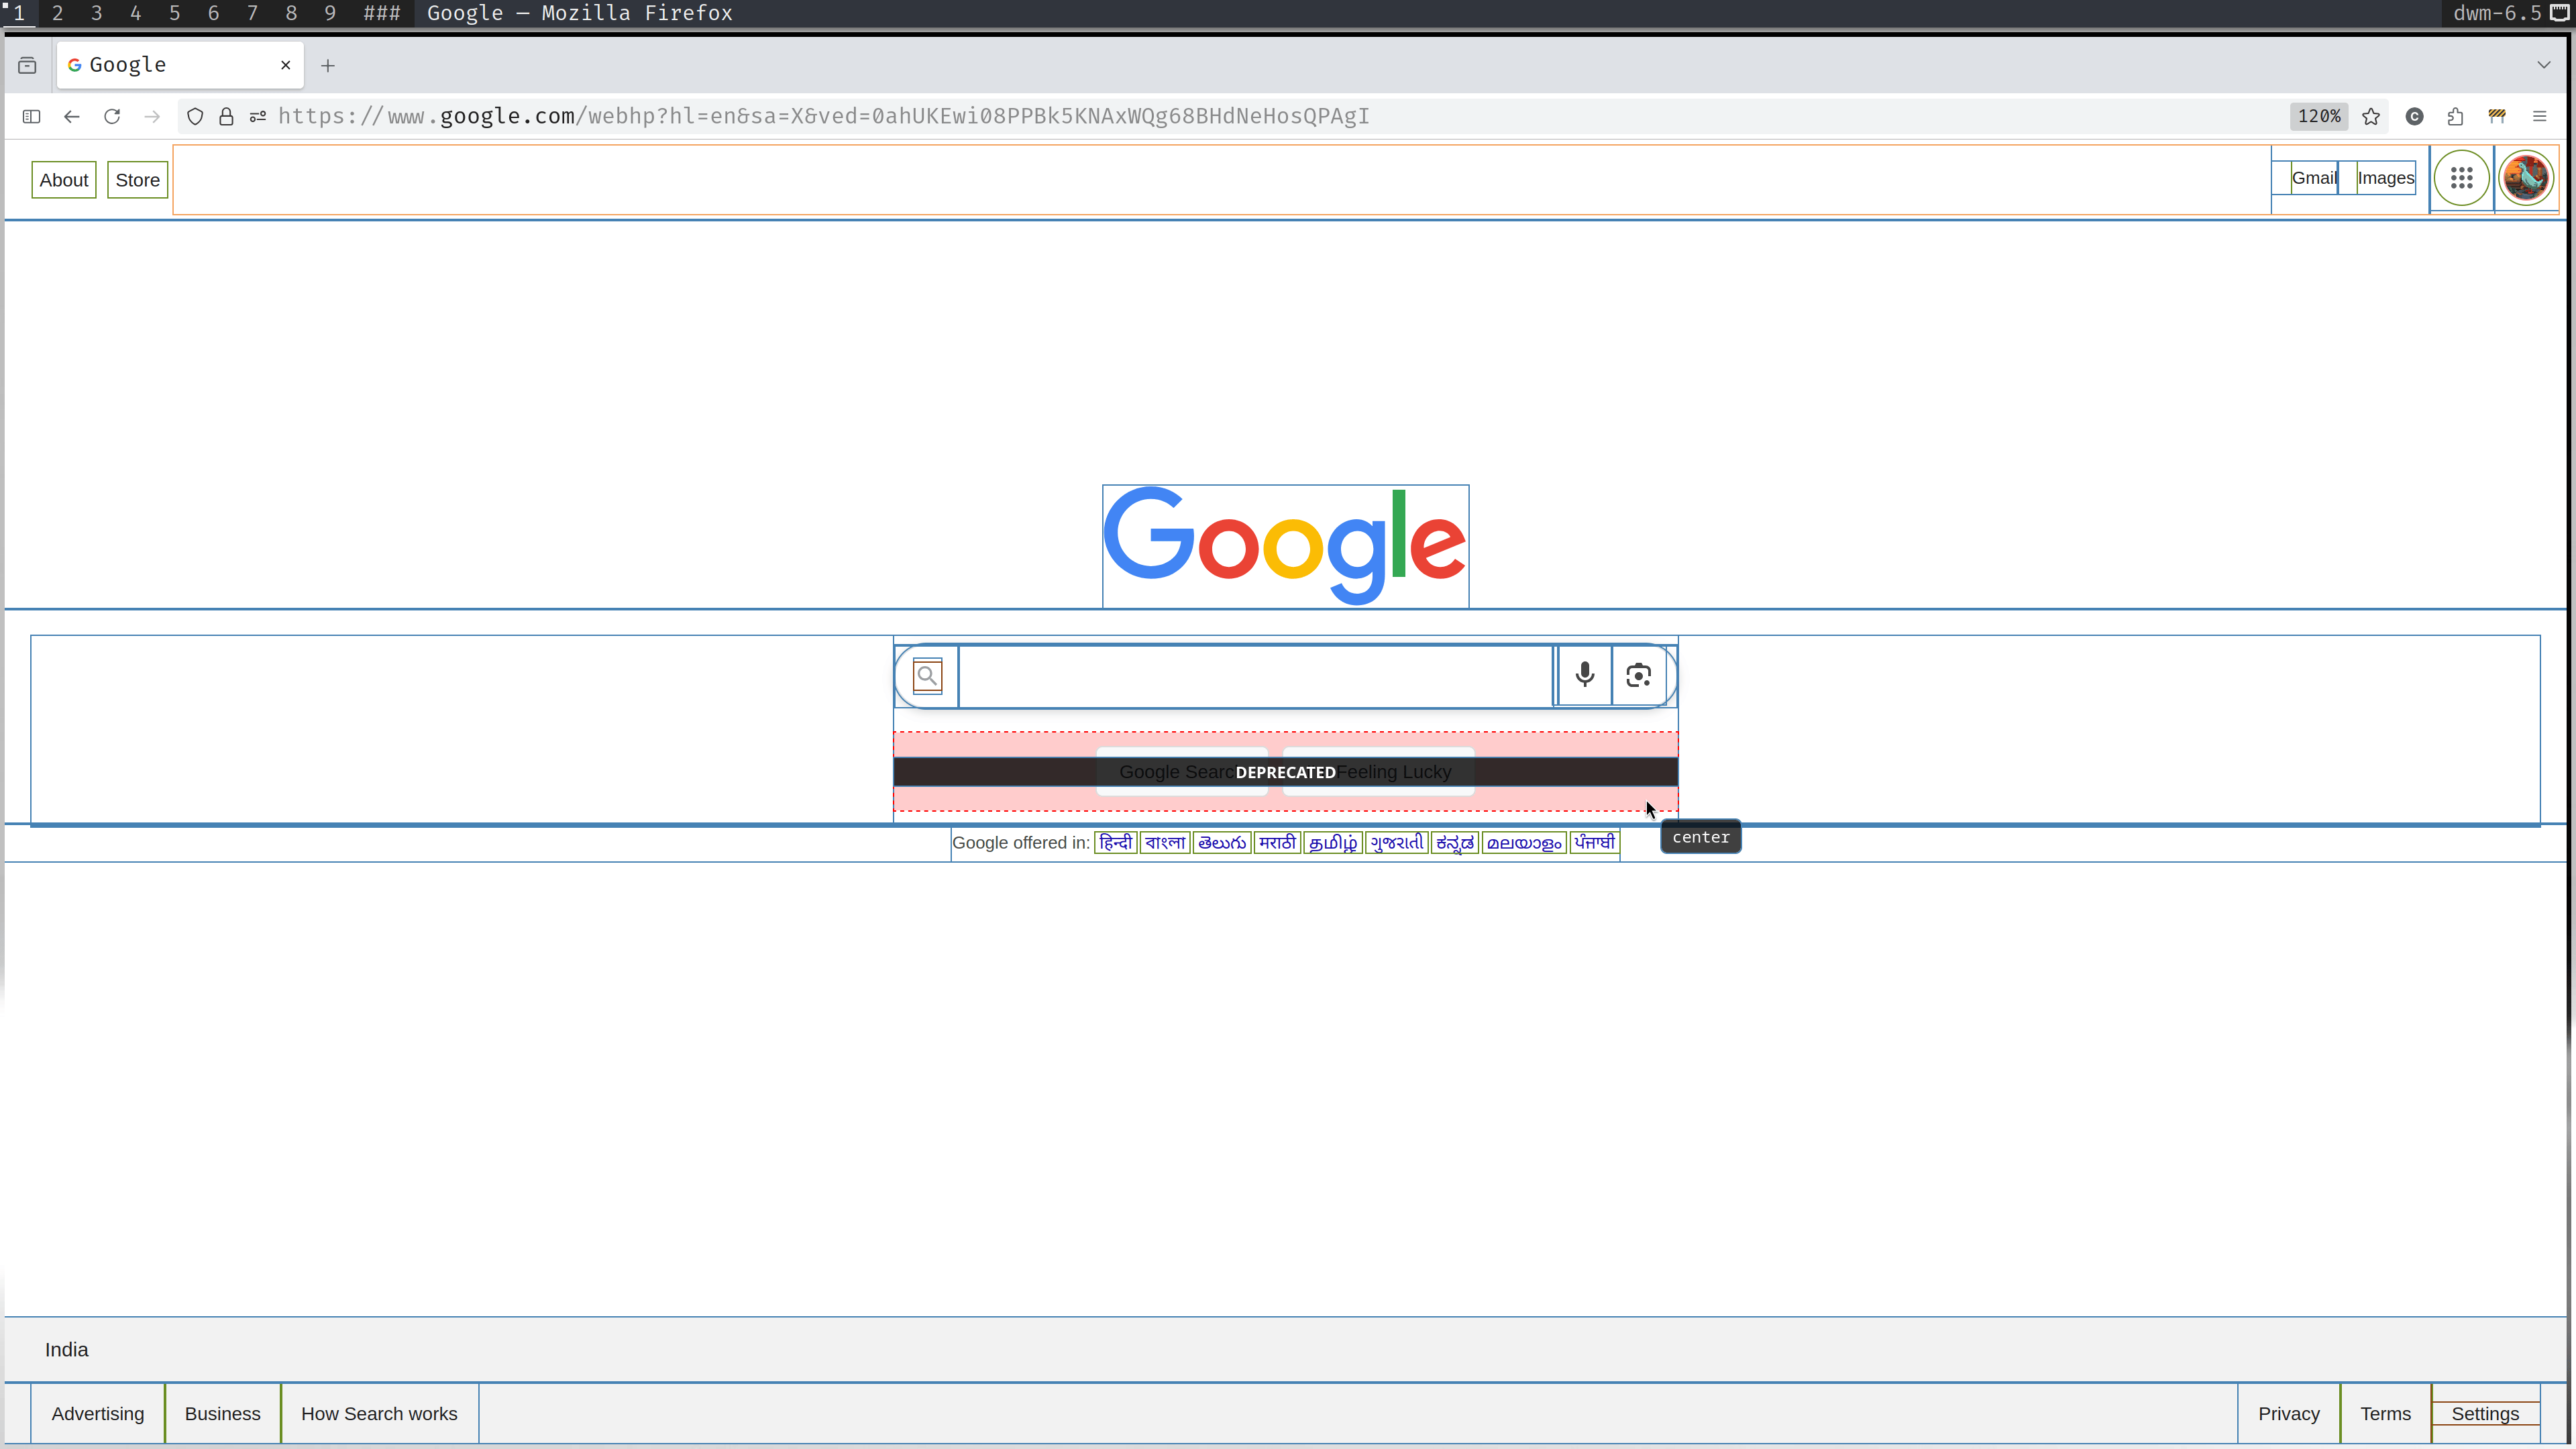 1 2 3 4 5 6 7 8 9 ### Google — Mozilla Firefox dwm-6.5
Google
https://www.google.com/webhp?hl=en&sa=X&ved=0ahUKEwi08PPBk5KNAxWQg68BHdNeHosQPAgI 120%
About Store Gmail Images
Google
Google Searc DEPRECATED Feeling Lucky
center
Google offered in: हिन्दी বাংলা తెలుగు मराठी தமிழ் ગુજરાતી ಕನ್ನಡ മലയാളം ਪੰਜਾਬੀ
India
Advertising Business How Search works Privacy Terms Settings